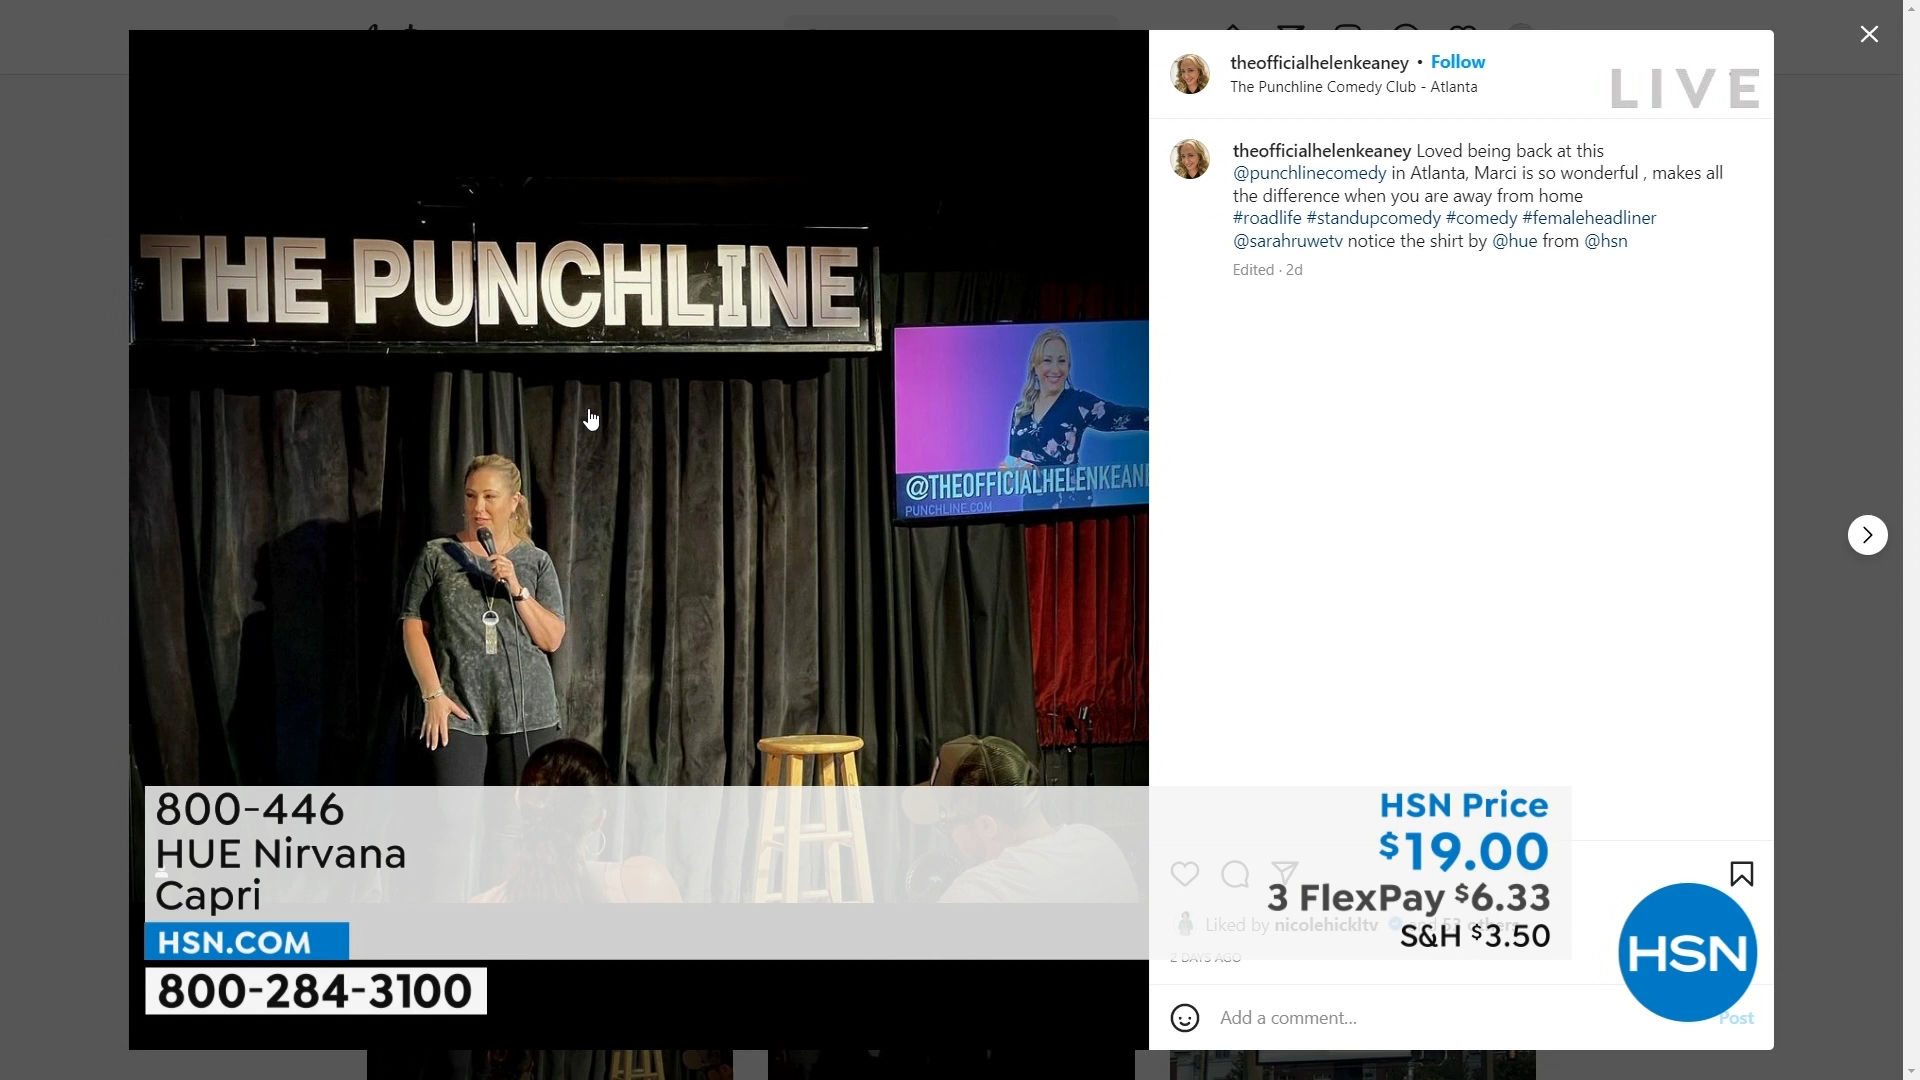 theofficialhelenkeaney • Follow
The Punchline Comedy Club - Atlanta
LIVE
theofficialhelenkeaney Loved being back at this
@punchlinecomedy in Atlanta, Marci is so wonderful , makes all
the difference when you are away from home
#roadlife #standupcomedy #comedy #femaleheadliner
@sarahruwetv notice the shirt by @hue from @hsn
Edited · 2d
THE PUNCHLINE
@THEOFFICIALHELENKEANE
PUNCHLINE.COM
800-446
HUE Nirvana
Capri
HSN.COM
800-284-3100
HSN Price
$19.00
3 FlexPay $6.33
S&H $3.50
Liked by nicolehickltv and 53 others
2 DAYS AGO
HSN
Add a comment...
Post